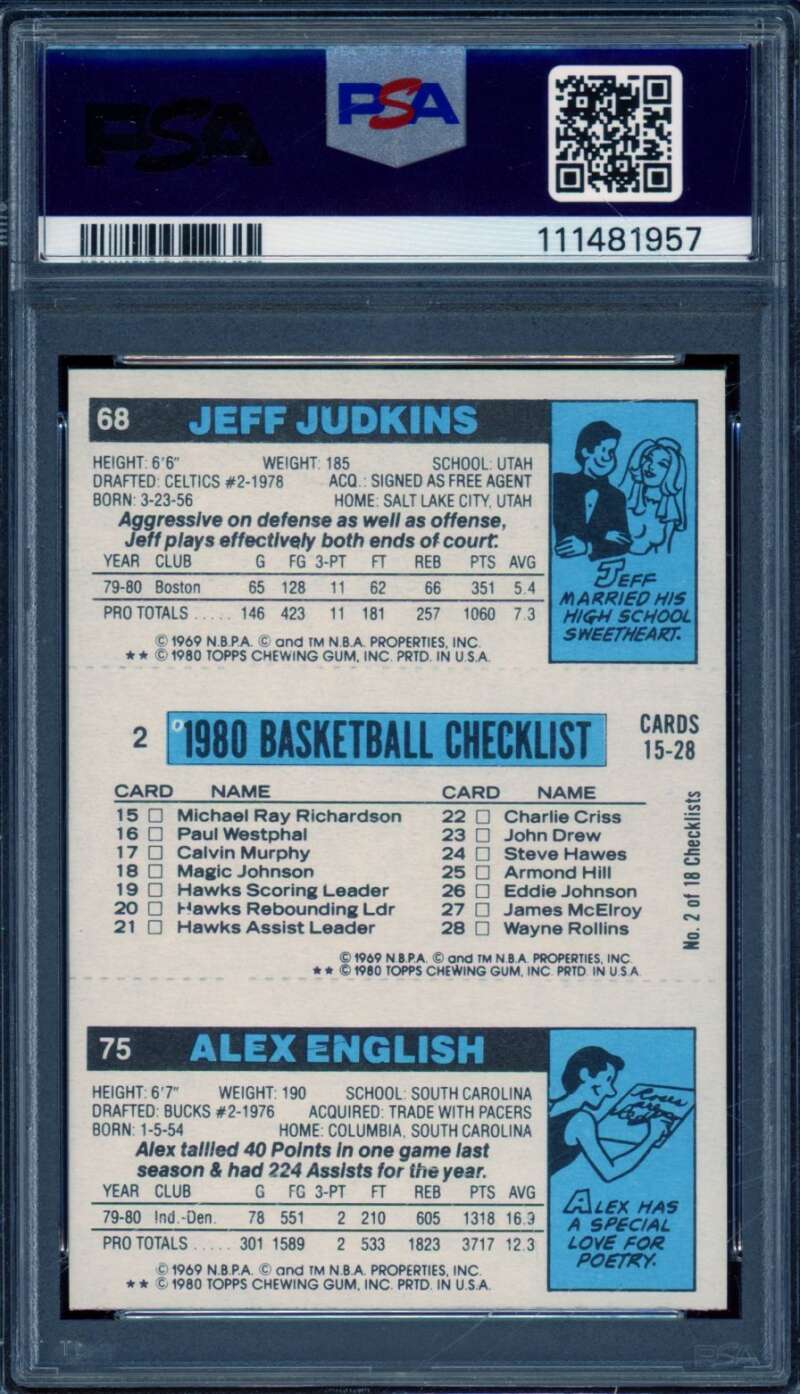 PSA
PSA
111481957
68 JEFF JUDKINS
HEIGHT: 6'6" WEIGHT: 185 SCHOOL: UTAH
DRAFTED: CELTICS #2-1978 ACQ.: SIGNED AS FREE AGENT
BORN: 3-23-56 HOME: SALT LAKE CITY, UTAH
Aggressive on defense as well as offense,
Jeff plays effectively both ends of court.
YEAR CLUB G FG 3-PT FT REB PTS AVG
79-80 Boston 65 128 11 62 66 351 5.4
PRO TOTALS ..... 146 423 11 181 257 1060 7.3
© 1969 N.B.P.A. © and TM N.B.A. PROPERTIES, INC.
** © 1980 TOPPS CHEWING GUM, INC. PRTD. IN U.S.A.
JEFF
MARRIED HIS
HIGH SCHOOL
SWEETHEART.
2 1980 BASKETBALL CHECKLIST CARDS
15-28
CARD NAME CARD NAME
15 □ Michael Ray Richardson 22 □ Charlie Criss
16 □ Paul Westphal 23 □ John Drew
17 □ Calvin Murphy 24 □ Steve Hawes
18 □ Magic Johnson 25 □ Armond Hill
19 □ Hawks Scoring Leader 26 □ Eddie Johnson
20 □ Hawks Rebounding Ldr 27 □ James McElroy
21 □ Hawks Assist Leader 28 □ Wayne Rollins
No. 2 of 18 Checklists
© 1969 N.B.P.A. © and TM N.B.A. PROPERTIES, INC.
** © 1980 TOPPS CHEWING GUM, INC. PRTD. IN U.S.A.
75 ALEX ENGLISH
HEIGHT: 6'7" WEIGHT: 190 SCHOOL: SOUTH CAROLINA
DRAFTED: BUCKS #2-1976 ACQUIRED: TRADE WITH PACERS
BORN: 1-5-54 HOME: COLUMBIA, SOUTH CAROLINA
Alex tallied 40 Points in one game last
season & had 224 Assists for the year.
YEAR CLUB G FG 3-PT FT REB PTS AVG
79-80 Ind.-Den. 78 551 2 210 605 1318 16.9
PRO TOTALS ..... 301 1589 2 533 1823 3717 12.3
© 1969 N.B.P.A. © and TM N.B.A. PROPERTIES, INC.
** © 1980 TOPPS CHEWING GUM, INC. PRTD. IN U.S.A.
ALEX HAS
A SPECIAL
LOVE FOR
POETRY.
PSA